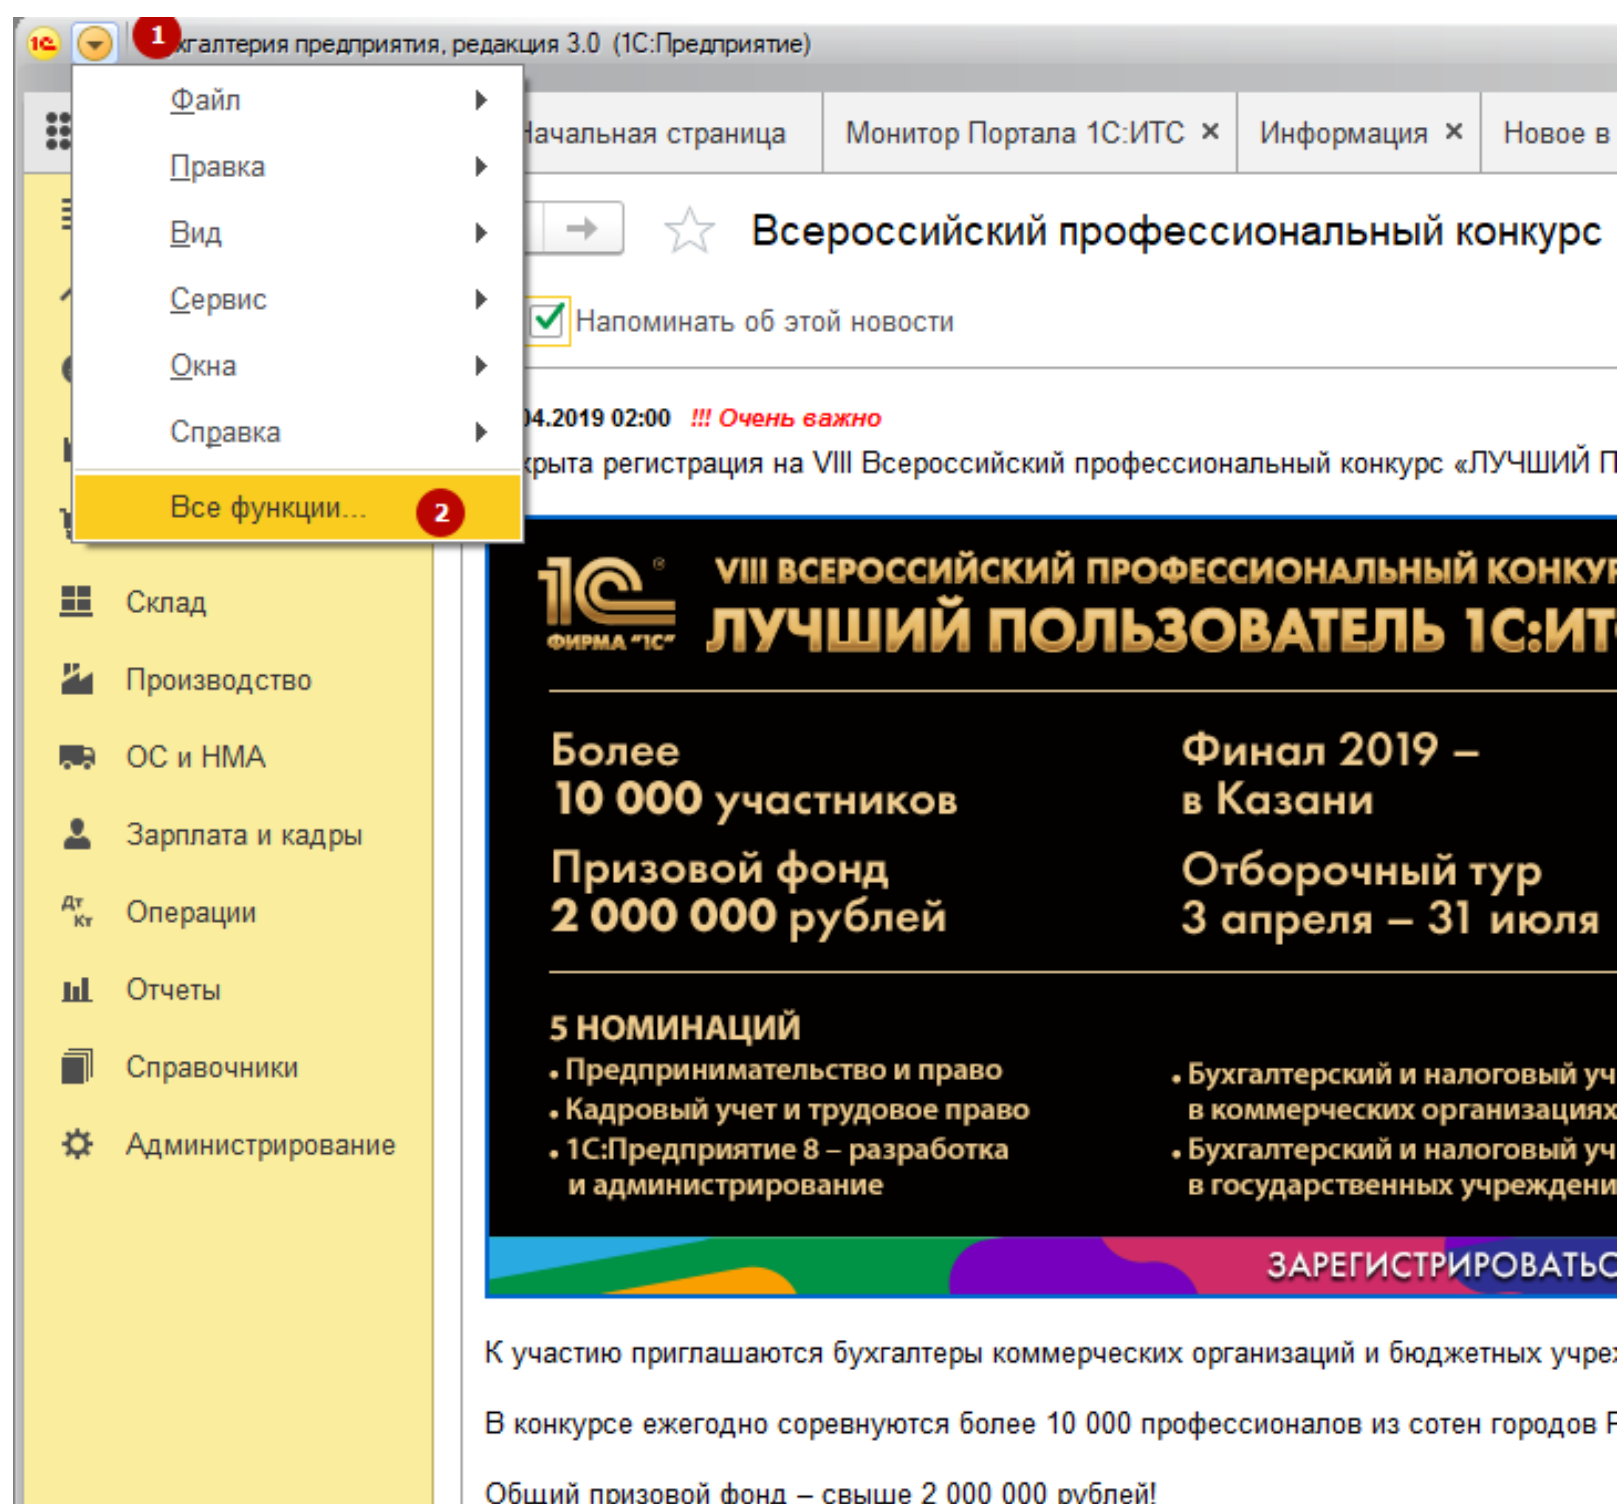 1С 1 хгалтерия предприятия, редакция 3.0 (1С:Предприятие)
Файл
Правка
Вид
Сервис
Окна
Справка
Все функции... 2
Начальная страница
Монитор Портала 1С:ИТС ×
Информация ×
Новое в
Всероссийский профессиональный конкурс
Напоминать об этой новости
04.2019 02:00 !!! Очень важно
крыта регистрация на VIII Всероссийский профессиональный конкурс «ЛУЧШИЙ П
Склад
Производство
ОС и НМА
Зарплата и кадры
Дт Кт Операции
Отчеты
Справочники
Администрирование
1С®
ФИРМА "1С"
VIII ВСЕРОССИЙСКИЙ ПРОФЕССИОНАЛЬНЫЙ КОНКУР
ЛУЧШИЙ ПОЛЬЗОВАТЕЛЬ 1С:ИТ
Более
10 000 участников
Финал 2019 –
в Казани
Призовой фонд
2 000 000 рублей
Отборочный тур
3 апреля – 31 июля
5 НОМИНАЦИЙ
• Предпринимательство и право
• Кадровый учет и трудовое право
• 1С:Предприятие 8 – разработка
и администрирование
• Бухгалтерский и налоговый уч
в коммерческих организациях
• Бухгалтерский и налоговый уч
в государственных учреждени
ЗАРЕГИСТРИРОВАТЬС
К участию приглашаются бухгалтеры коммерческих организаций и бюджетных учре
В конкурсе ежегодно соревнуются более 10 000 профессионалов из сотен городов Р
Общий призовой фонд – свыше 2 000 000 рублей!